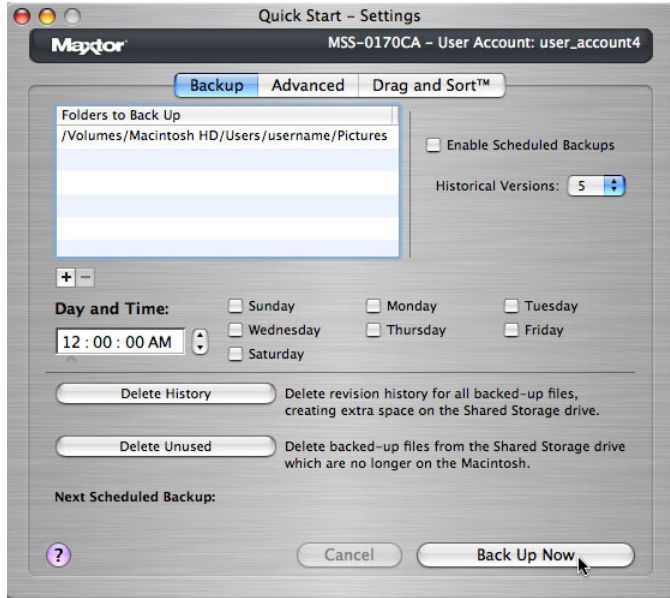 Quick Start – Settings
Maxtor
MSS-0170CA – User Account: user_account4
Backup Advanced Drag and Sort™
Folders to Back Up
/Volumes/Macintosh HD/Users/username/Pictures
Enable Scheduled Backups
Historical Versions: 5
+ −
Day and Time:
12 : 00 : 00 AM
Sunday Monday Tuesday
Wednesday Thursday Friday
Saturday
Delete History
Delete revision history for all backed-up files,
creating extra space on the Shared Storage drive.
Delete Unused
Delete backed-up files from the Shared Storage drive
which are no longer on the Macintosh.
Next Scheduled Backup:
? Cancel Back Up Now